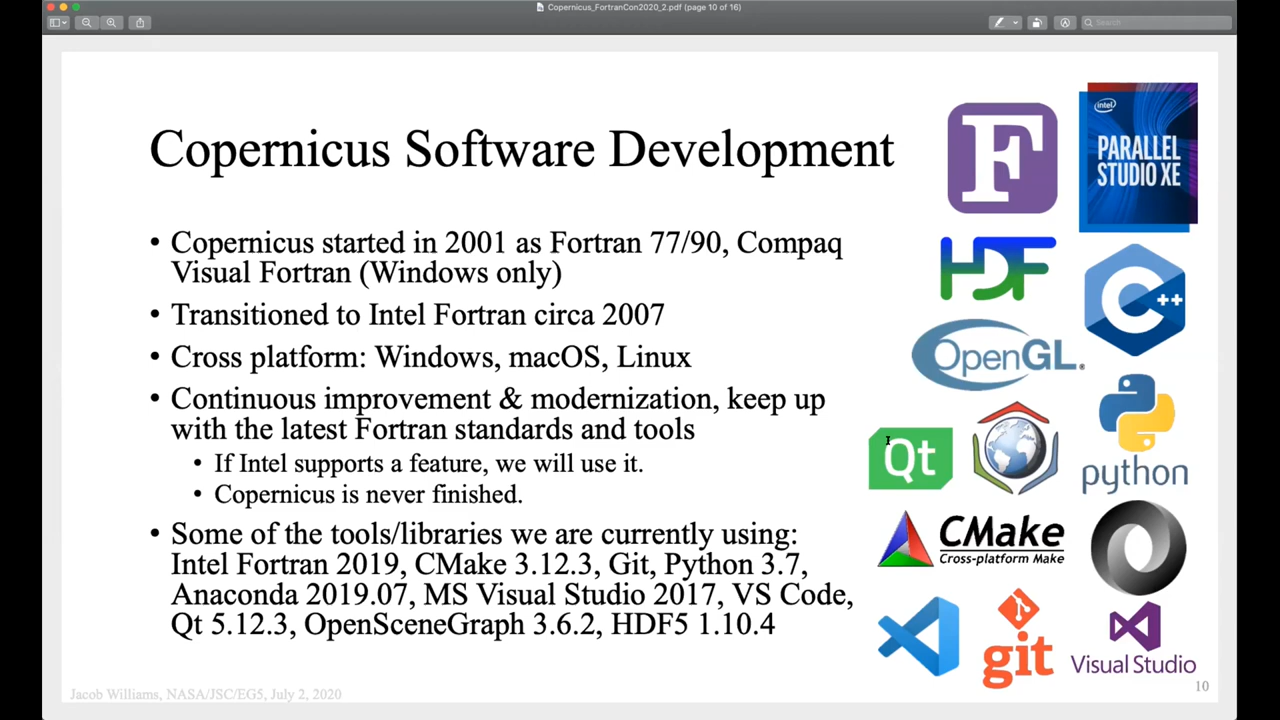 Copernicus_FortranCon2020_2.pdf (page 10 of 16)
Search
Copernicus Software Development
• Copernicus started in 2001 as Fortran 77/90, Compaq
Visual Fortran (Windows only)
• Transitioned to Intel Fortran circa 2007
• Cross platform: Windows, macOS, Linux
• Continuous improvement & modernization, keep up
with the latest Fortran standards and tools
• If Intel supports a feature, we will use it.
• Copernicus is never finished.
• Some of the tools/libraries we are currently using:
Intel Fortran 2019, CMake 3.12.3, Git, Python 3.7,
Anaconda 2019.07, MS Visual Studio 2017, VS Code,
Qt 5.12.3, OpenSceneGraph 3.6.2, HDF5 1.10.4
F
intel
PARALLEL
STUDIO XE
HDF
C++
OpenGL®
Qt
python
CMake
Cross-platform Make
git
Visual Studio
Jacob Williams, NASA/JSC/EG5, July 2, 2020
10